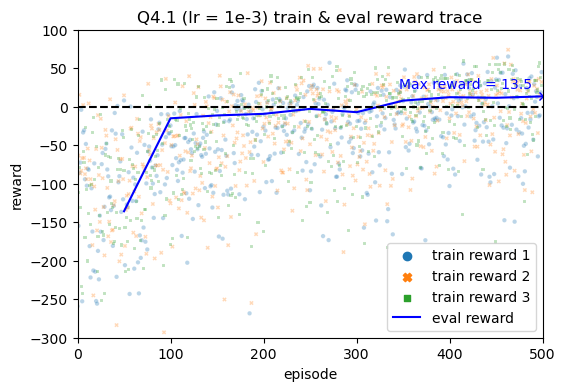 Q4.1 (lr = 1e-3) train & eval reward trace
100
50
0
−50
−100
−150
−200
−250
−300
reward
Max reward = 13.5
train reward 1
train reward 2
train reward 3
eval reward
0 100 200 300 400 500
episode